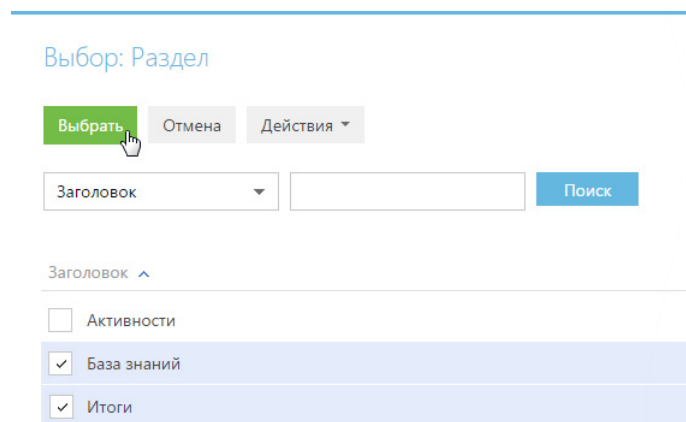 Выбор: Раздел
Выбрать Отмена Действия
Заголовок Поиск
Заголовок
Активности
База знаний
Итоги